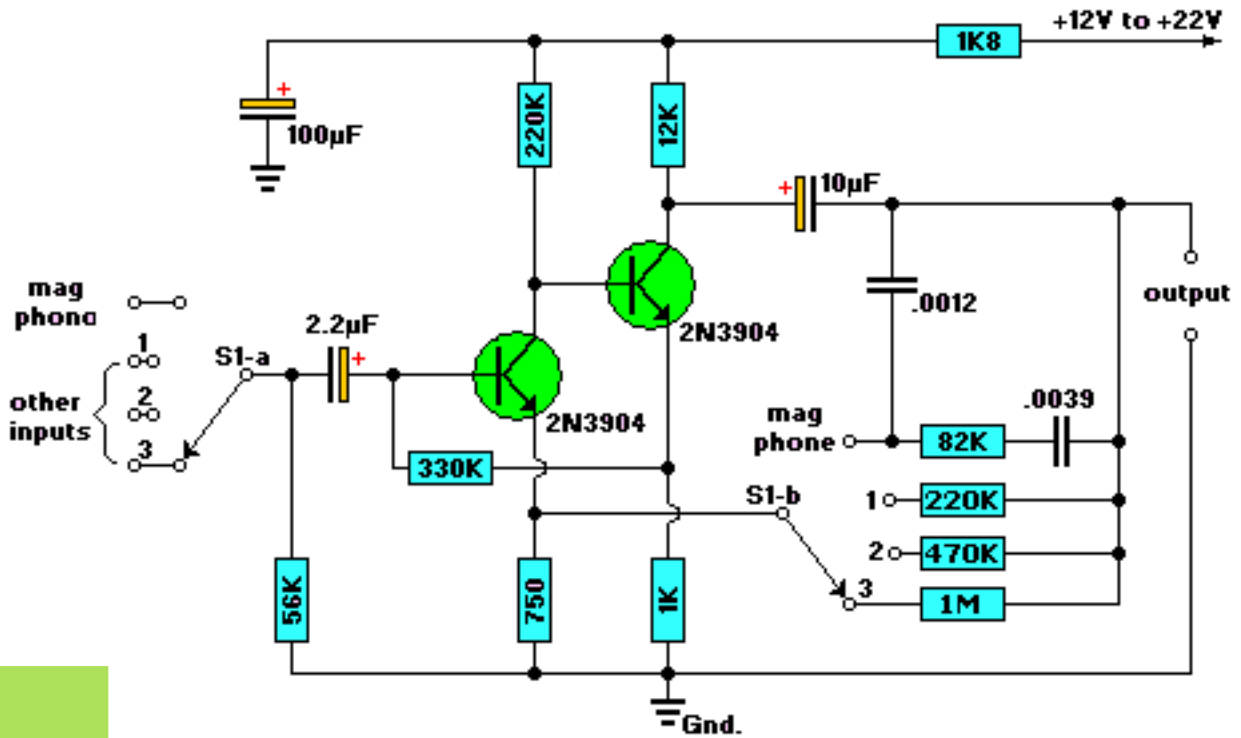 +12V to +22V
1K8
+
100µF
220K
12K
+
10µF
mag
phono
.0012
output
2N3904
2.2µF
+
1
S1-a
2
other
inputs
3
2N3904
.0039
mag
phone
82K
330K
S1-b
1
220K
2
470K
3
1M
56K
750
1K
Gnd.